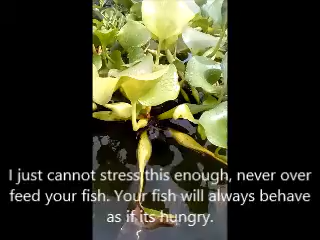 I just cannot stress this enough, never over
feed your fish. Your fish will always behave
as if its hungry.